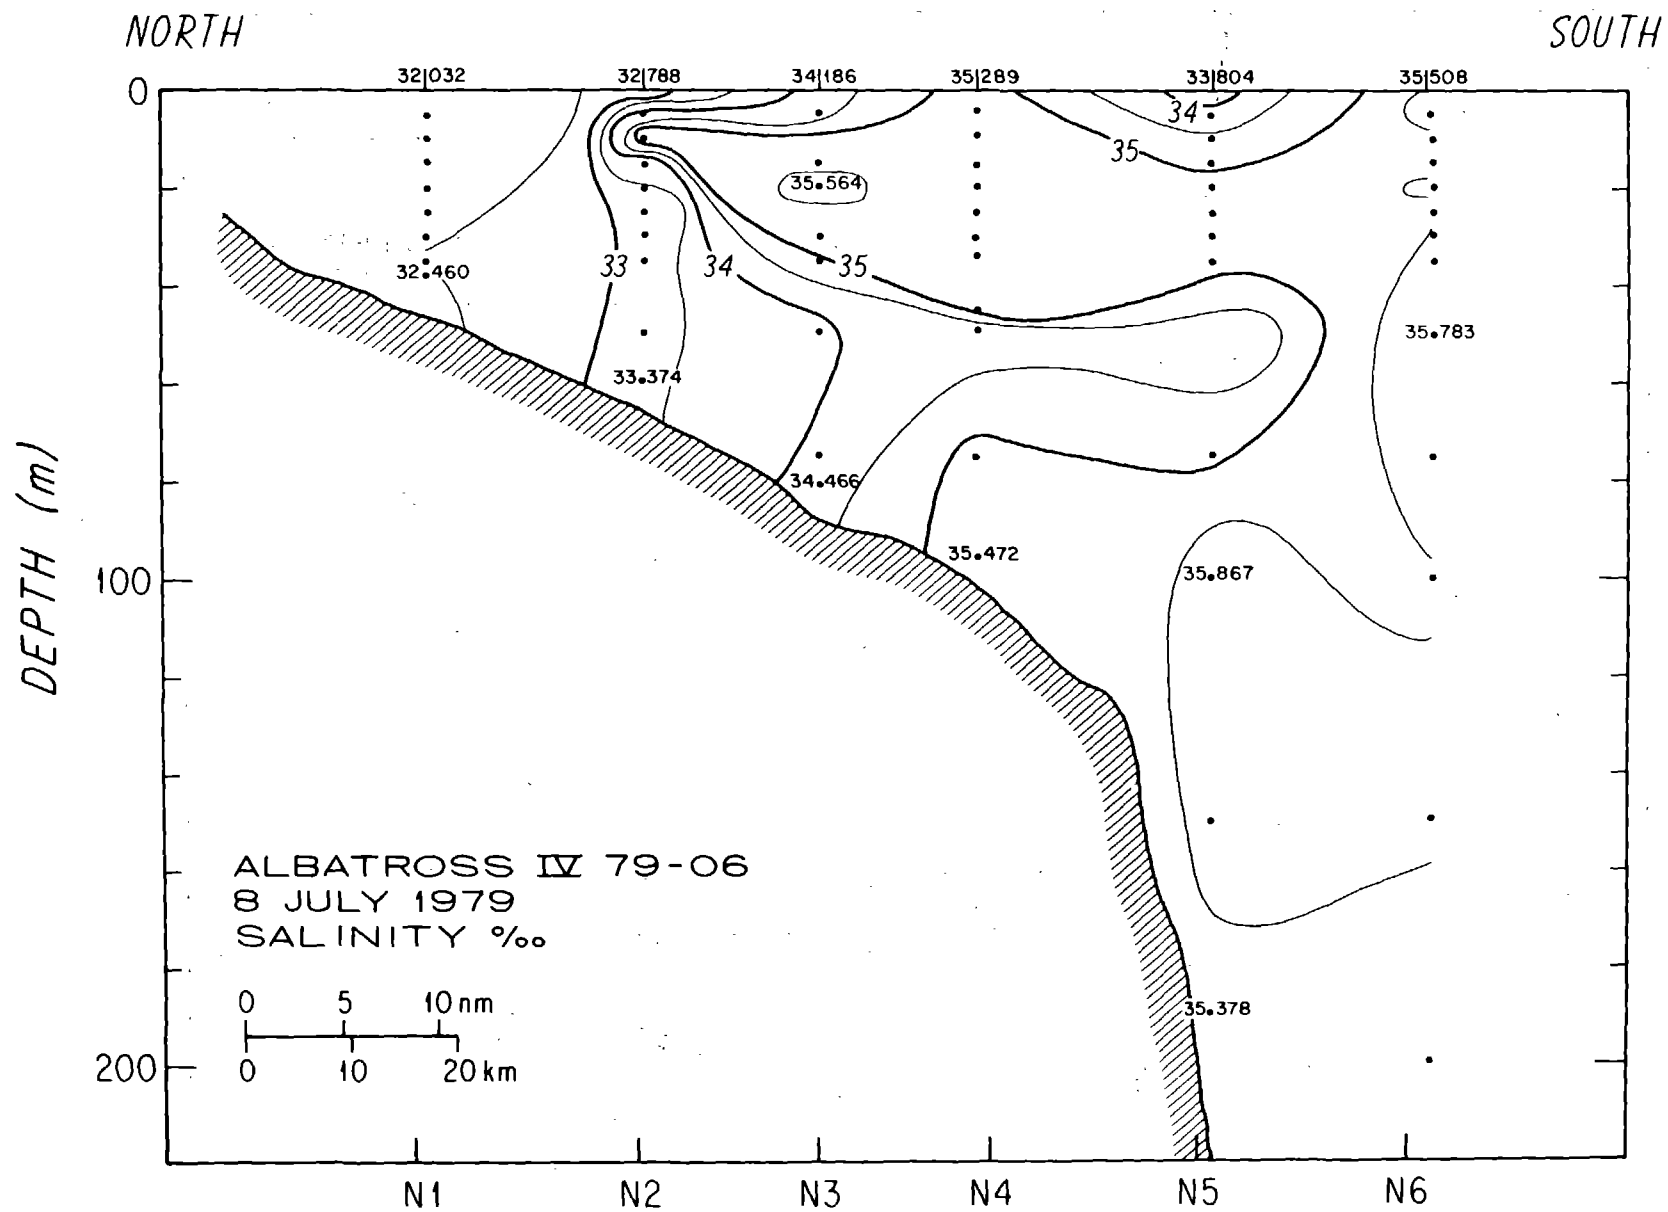 NORTH SOUTH
32|032 32|788 34|186 35|289 33|804 35|508
0
34
35
35.564
33 34 35
32.460
35.783
33.374
34.466
35.472
100 35.867
DEPTH (m)
ALBATROSS IV 79-06
8 JULY 1979
SALINITY ‰
0 5 10 nm
0 10 20 km
35.378
200
N1 N2 N3 N4 N5 N6